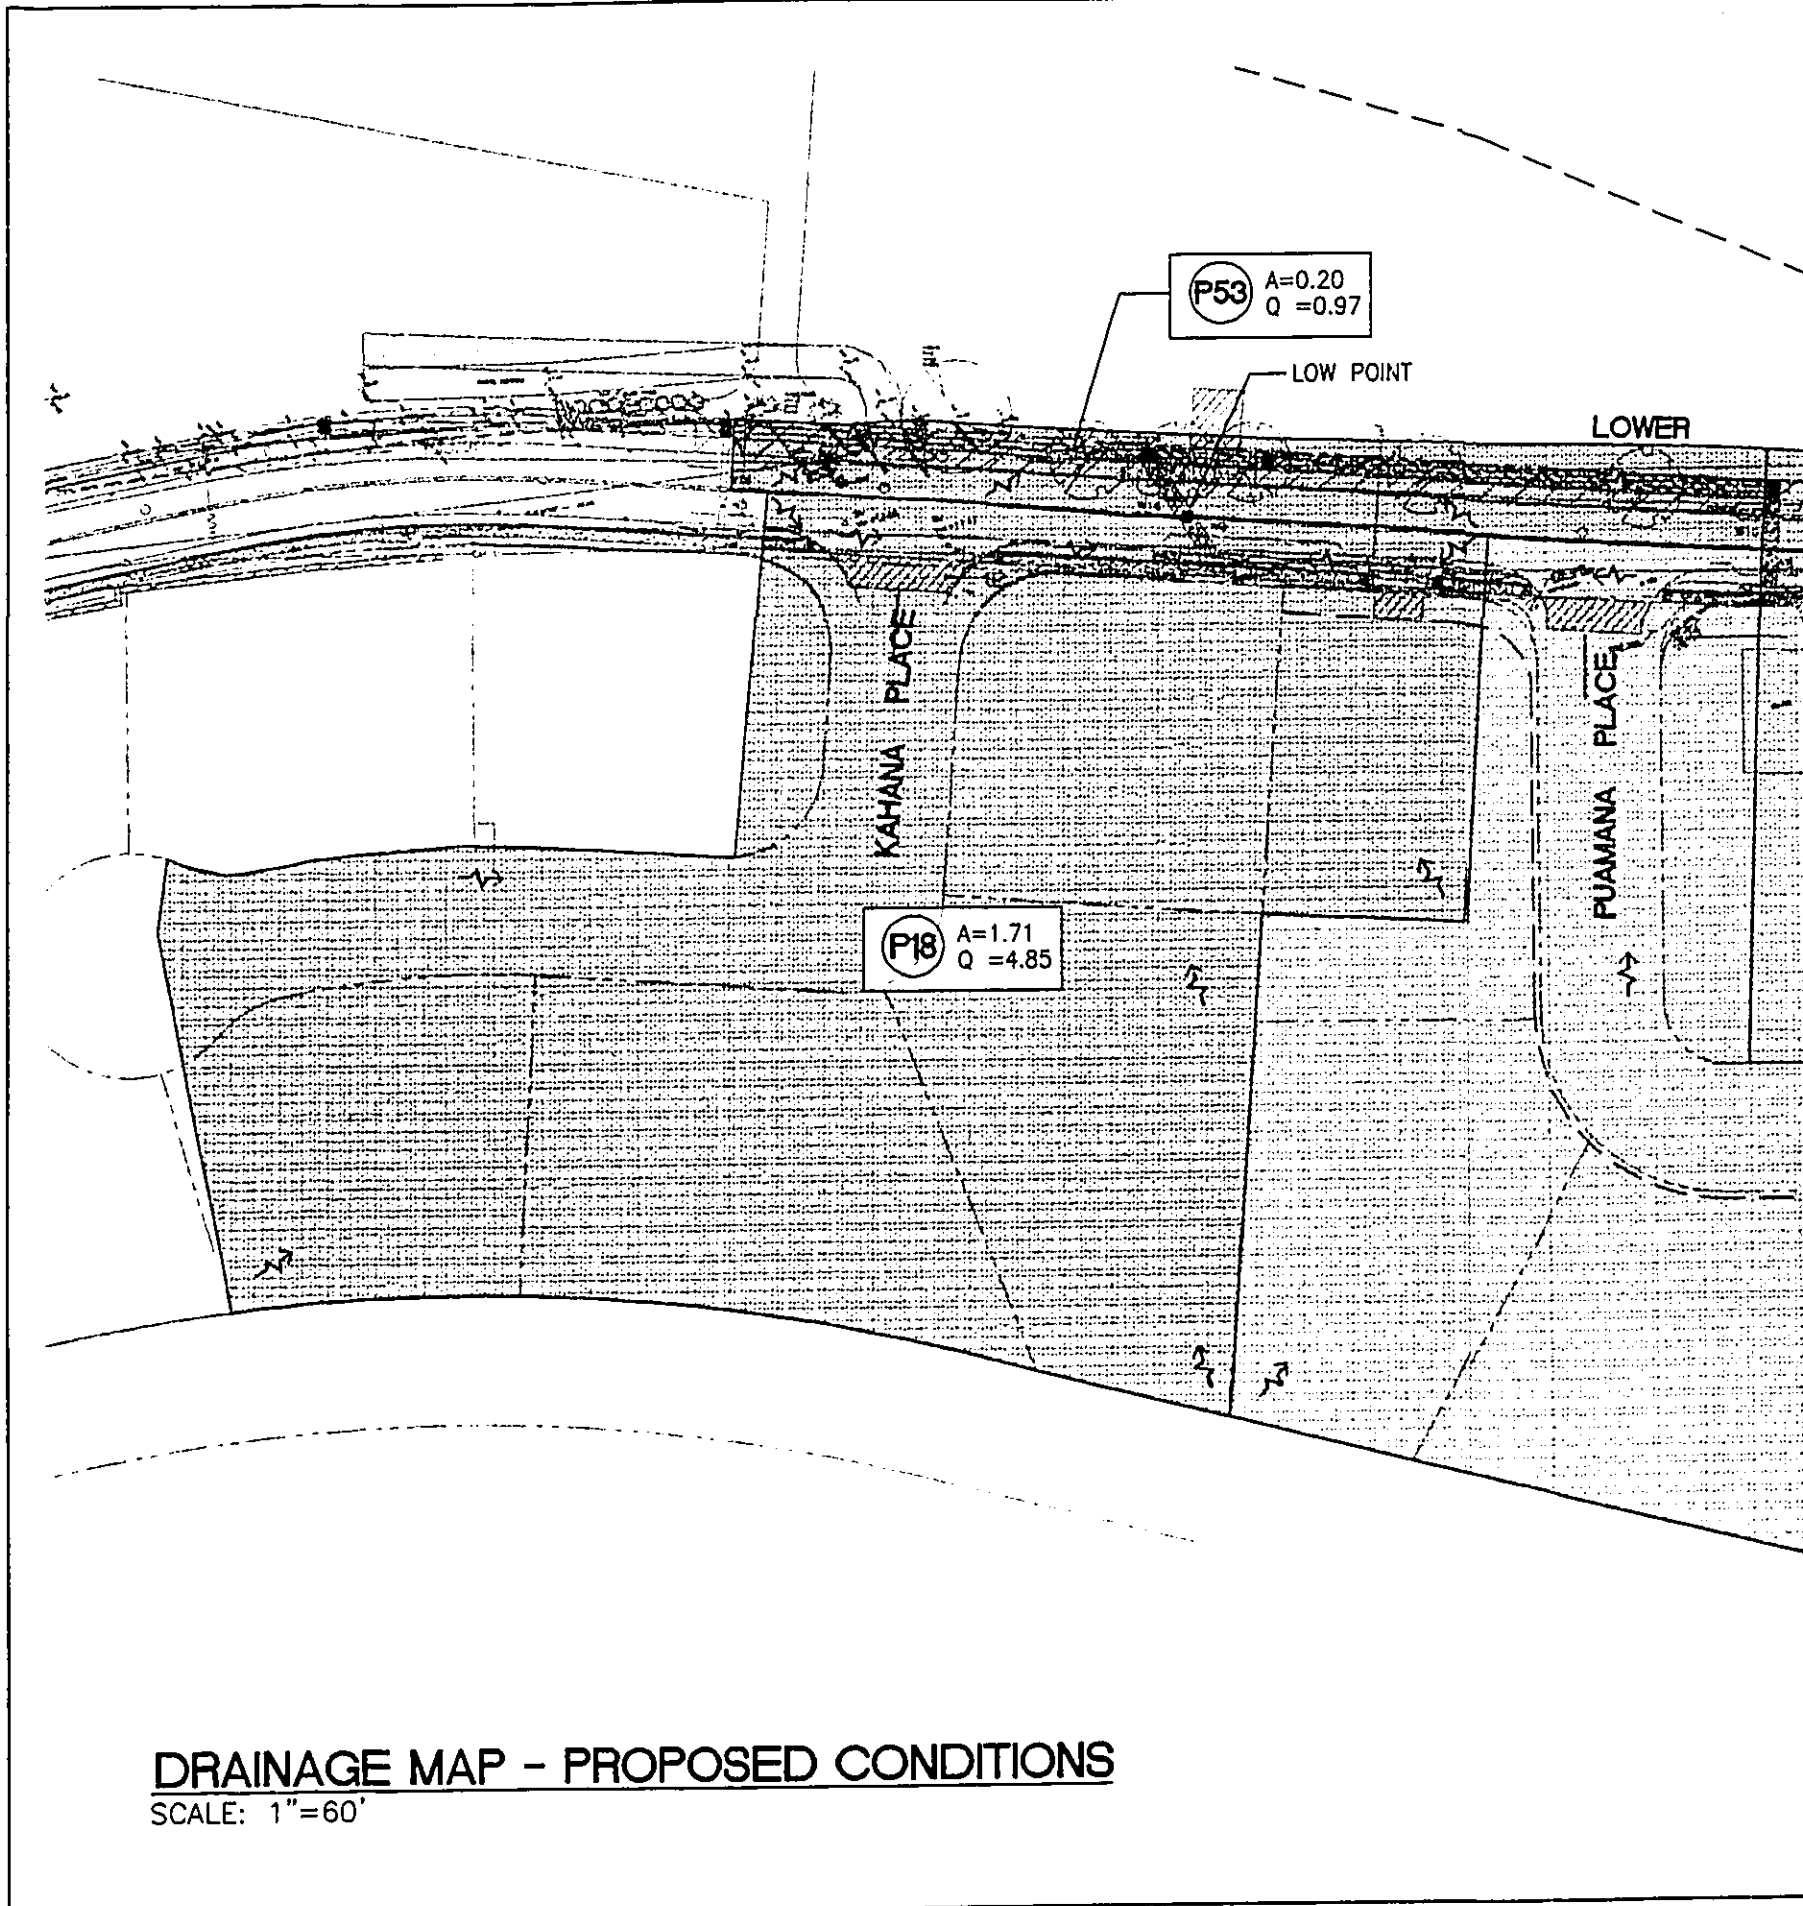 P53 A=0.20
Q =0.97
LOW POINT
LOWER
KAHANA PLACE
PUAMANA PLACE
P18 A=1.71
Q =4.85
DRAINAGE MAP - PROPOSED CONDITIONS
SCALE: 1"=60'